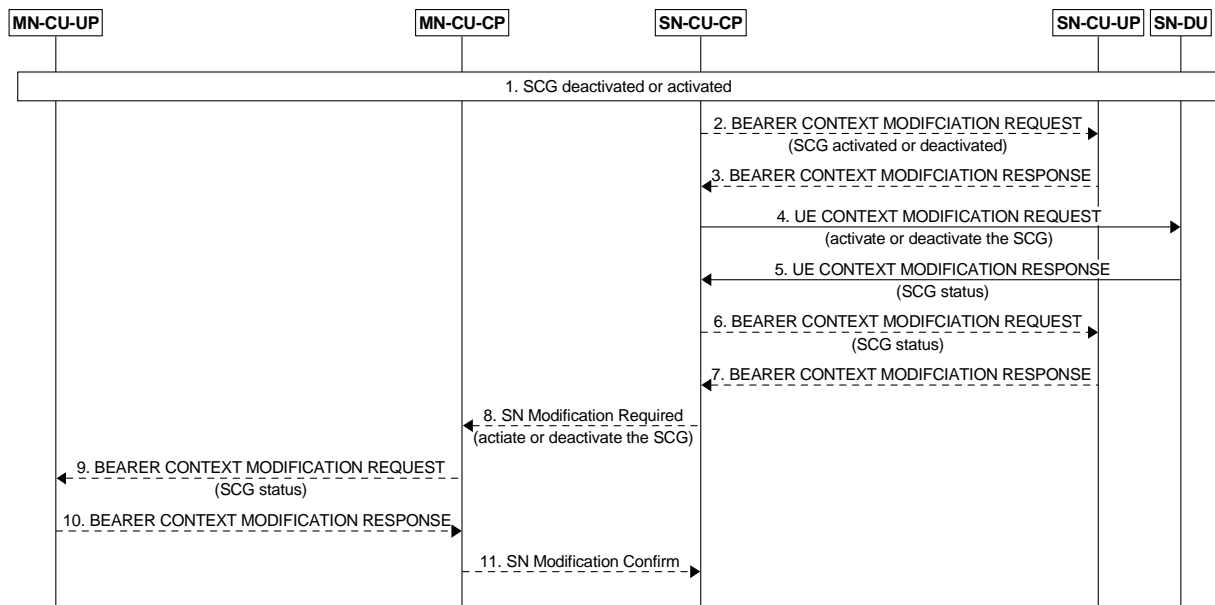 MN-CU-UP MN-CU-CP SN-CU-CP SN-CU-UP SN-DU
1. SCG deactivated or activated
2. BEARER CONTEXT MODIFCIATION REQUEST
(SCG activated or deactivated)
3. BEARER CONTEXT MODIFCIATION RESPONSE
4. UE CONTEXT MODIFICATION REQUEST
(activate or deactivate the SCG)
5. UE CONTEXT MODIFICATION RESPONSE
(SCG status)
6. BEARER CONTEXT MODIFCIATION REQUEST
(SCG status)
7. BEARER CONTEXT MODIFCIATION RESPONSE
8. SN Modification Required
(actiate or deactivate the SCG)
9. BEARER CONTEXT MODIFICATION REQUEST
(SCG status)
10. BEARER CONTEXT MODIFICATION RESPONSE
11. SN Modification Confirm